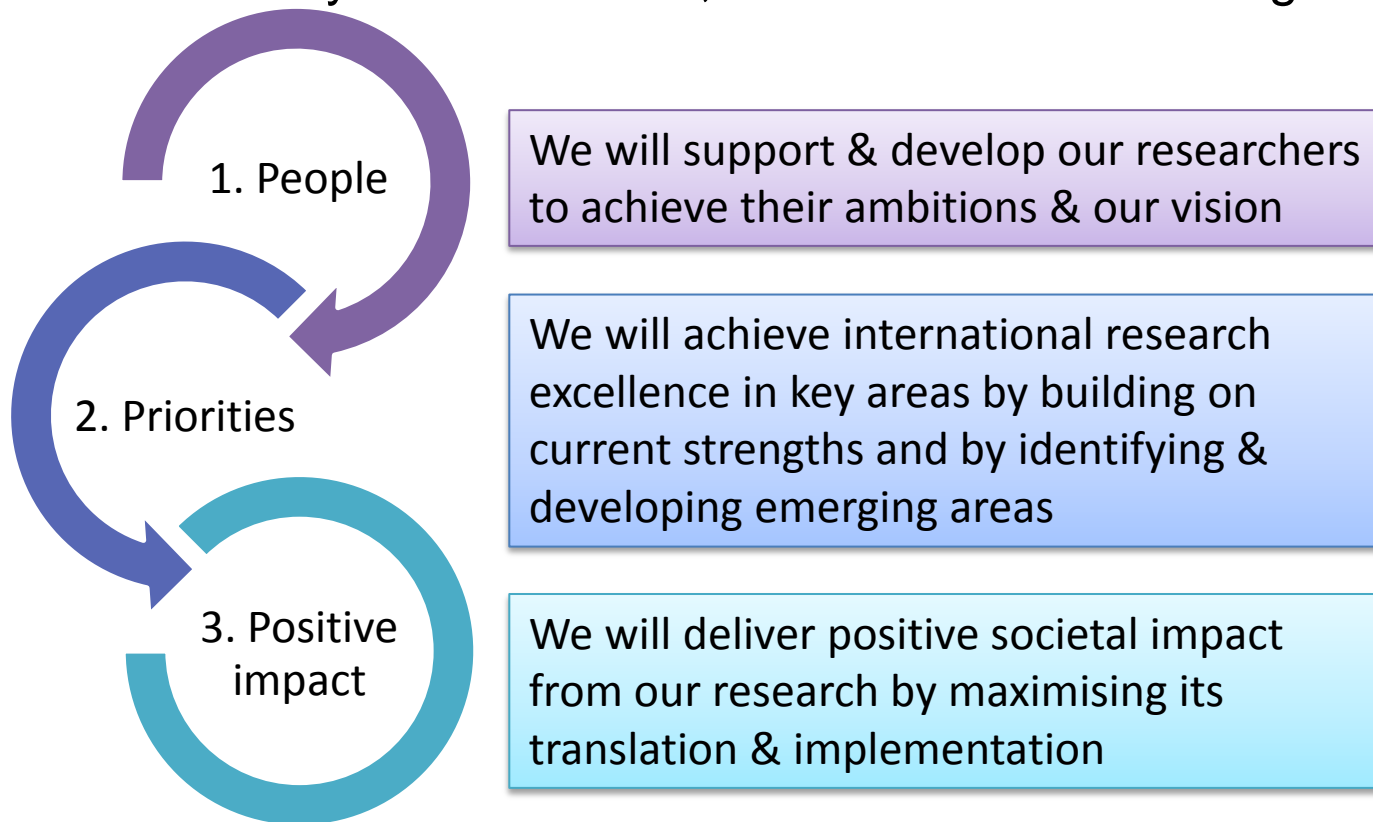 1. People
We will support & develop our researchers
to achieve their ambitions & our vision
2. Priorities
We will achieve international research
excellence in key areas by building on
current strengths and by identifying &
developing emerging areas
3. Positive
impact
We will deliver positive societal impact
from our research by maximising its
translation & implementation